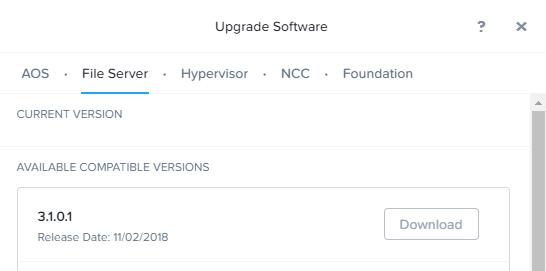 Upgrade Software ? ×
AOS · File Server · Hypervisor · NCC · Foundation
CURRENT VERSION
AVAILABLE COMPATIBLE VERSIONS
3.1.0.1
Download
Release Date: 11/02/2018